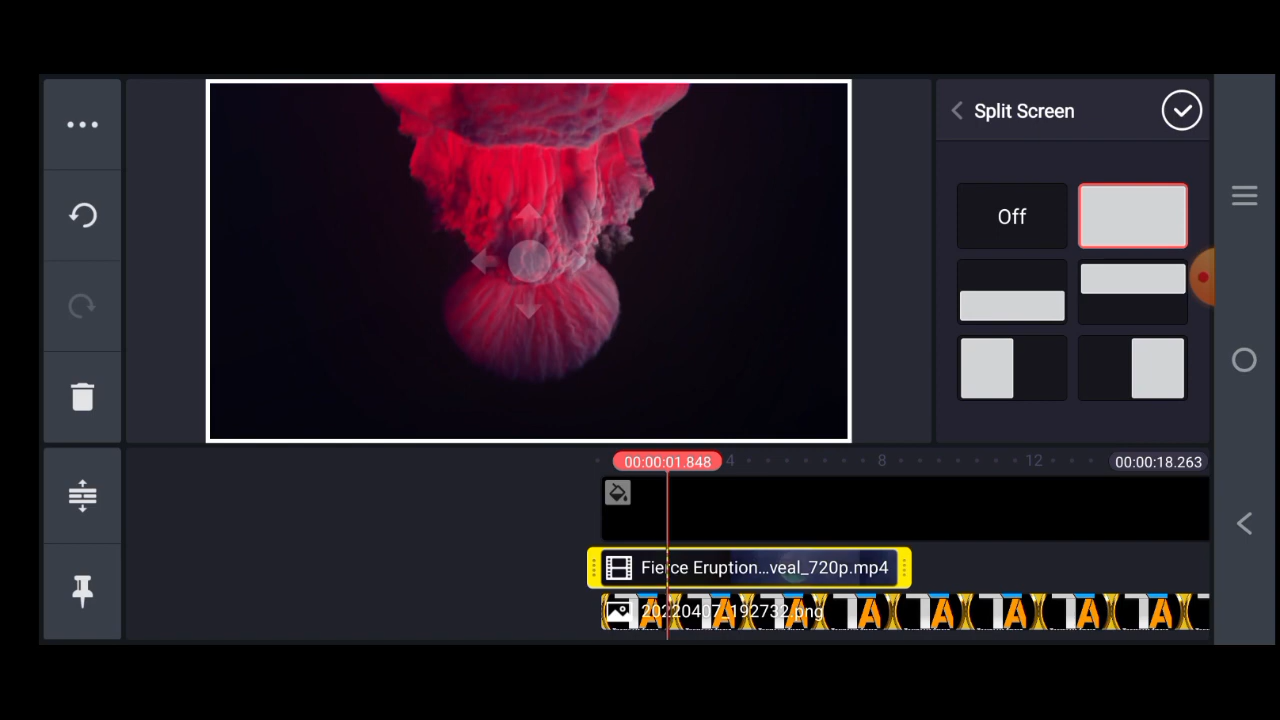 Split Screen
Off
00:00:01.848
4
8
12
00:00:18.263
Fierce Eruption...veal_720p.mp4
20220407_192732.png